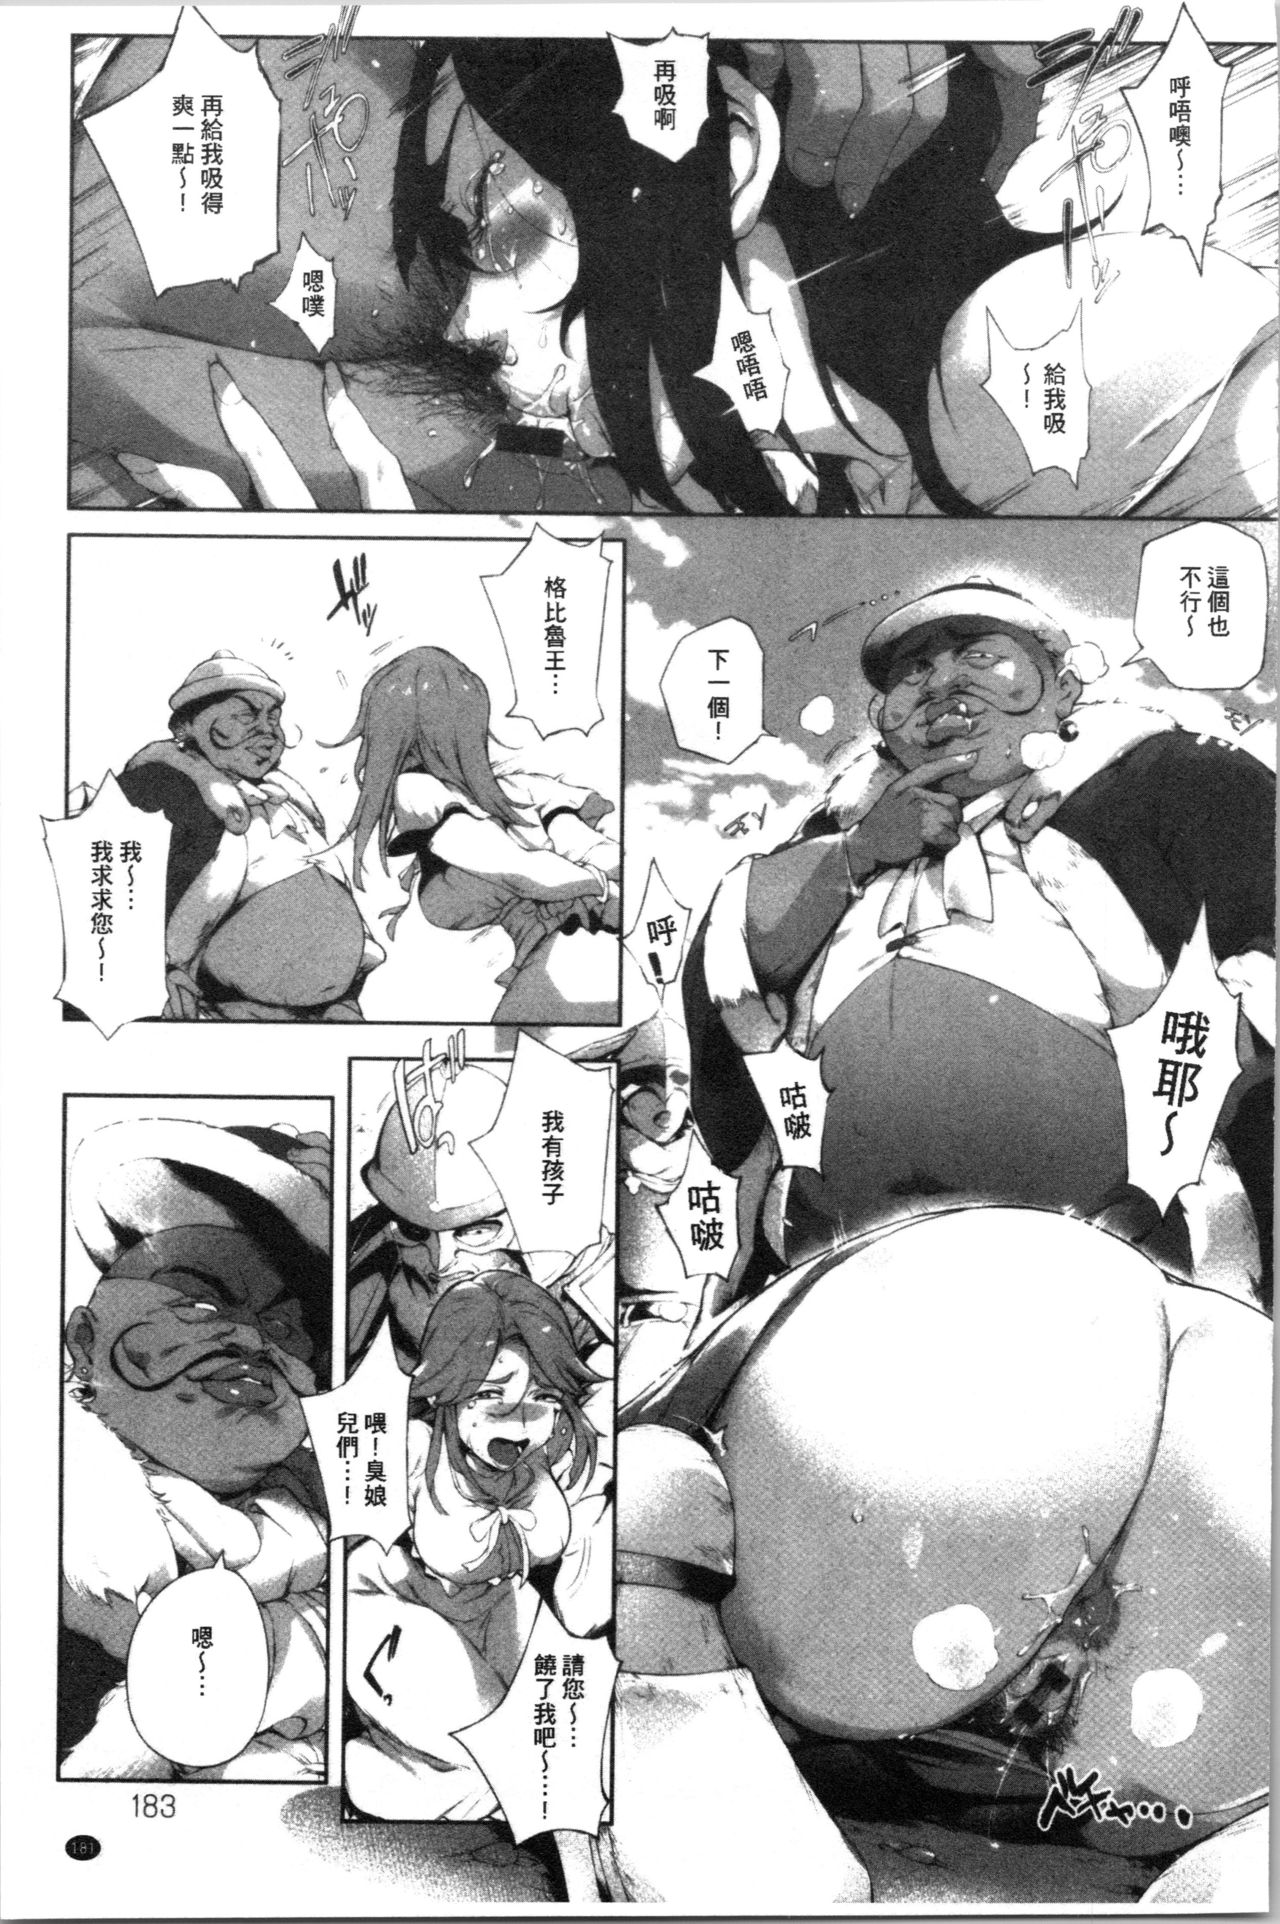 呼唔噢～…
再吸啊
再給我吸得
爽一點～！
給我吸
～！
嗯唔唔
嗯噗
這個也
不行～
下一個！
哦耶～
咕啵
咕啵
呼！
格比魯王…
我～…
我求求您～！
我有孩子
喂！臭娘
兒們…！
請您～…
饒了我吧～…！
嗯～…
183
181